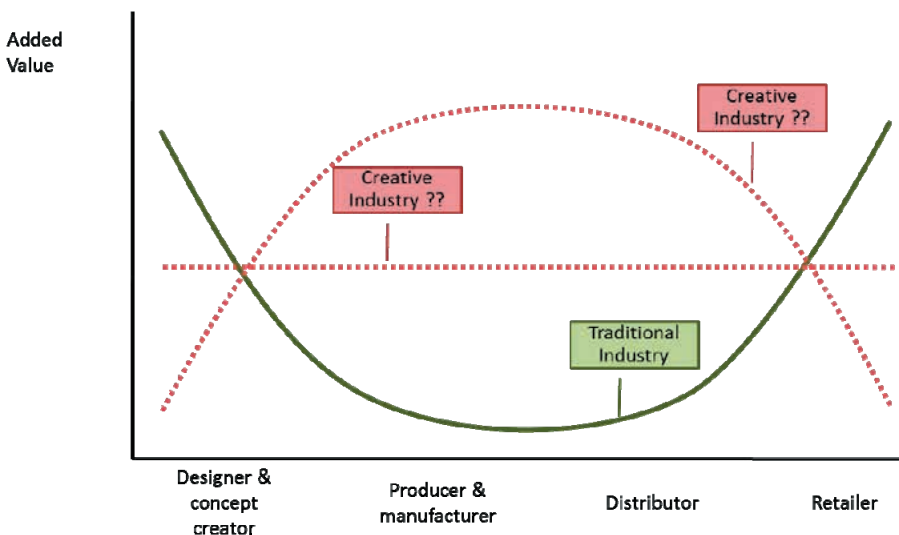 Added
Value
Creative
Industry ??
Creative
Industry ??
Traditional
Industry
Designer &
concept
creator
Producer &
manufacturer
Distributor
Retailer